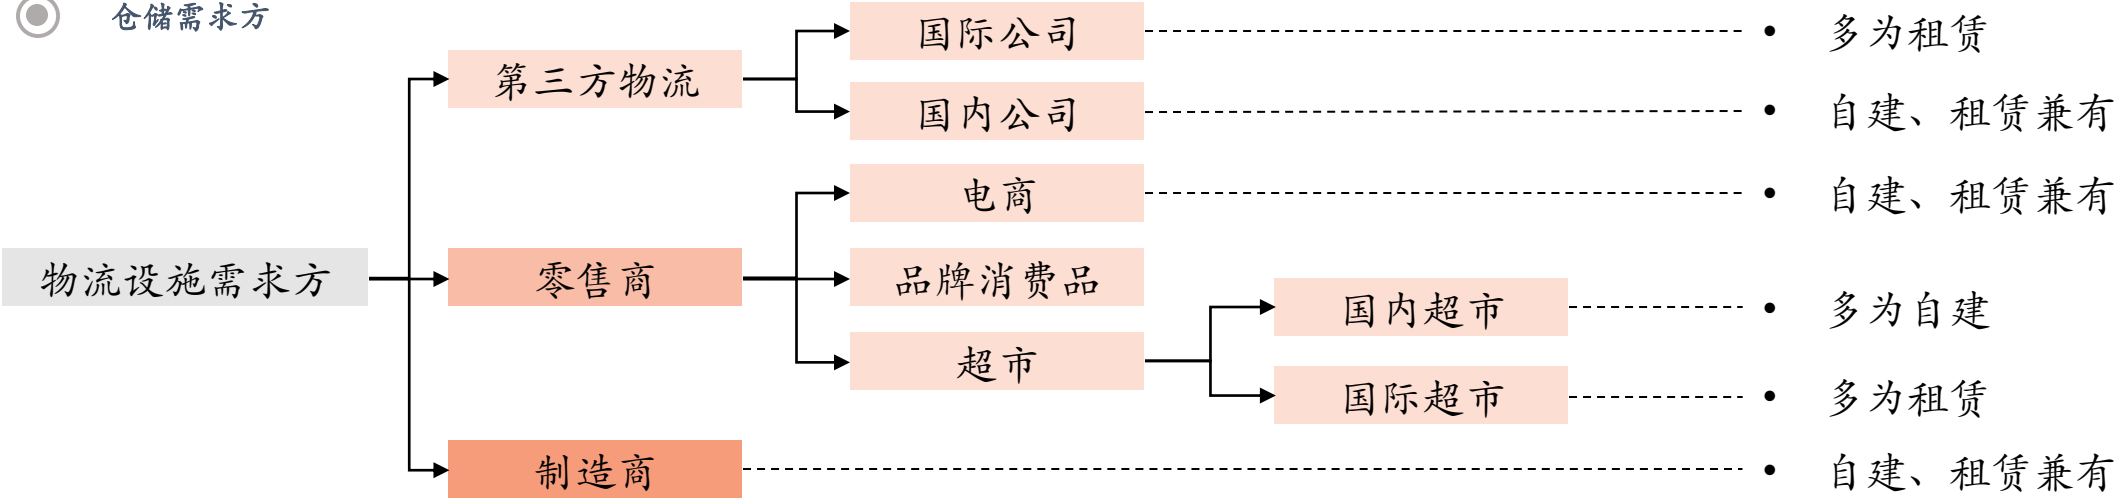 仓储需求方
国际公司
• 多为租赁
第三方物流
国内公司
• 自建、租赁兼有
电商
• 自建、租赁兼有
物流设施需求方
零售商
品牌消费品
国内超市
• 多为自建
超市
国际超市
• 多为租赁
制造商
• 自建、租赁兼有